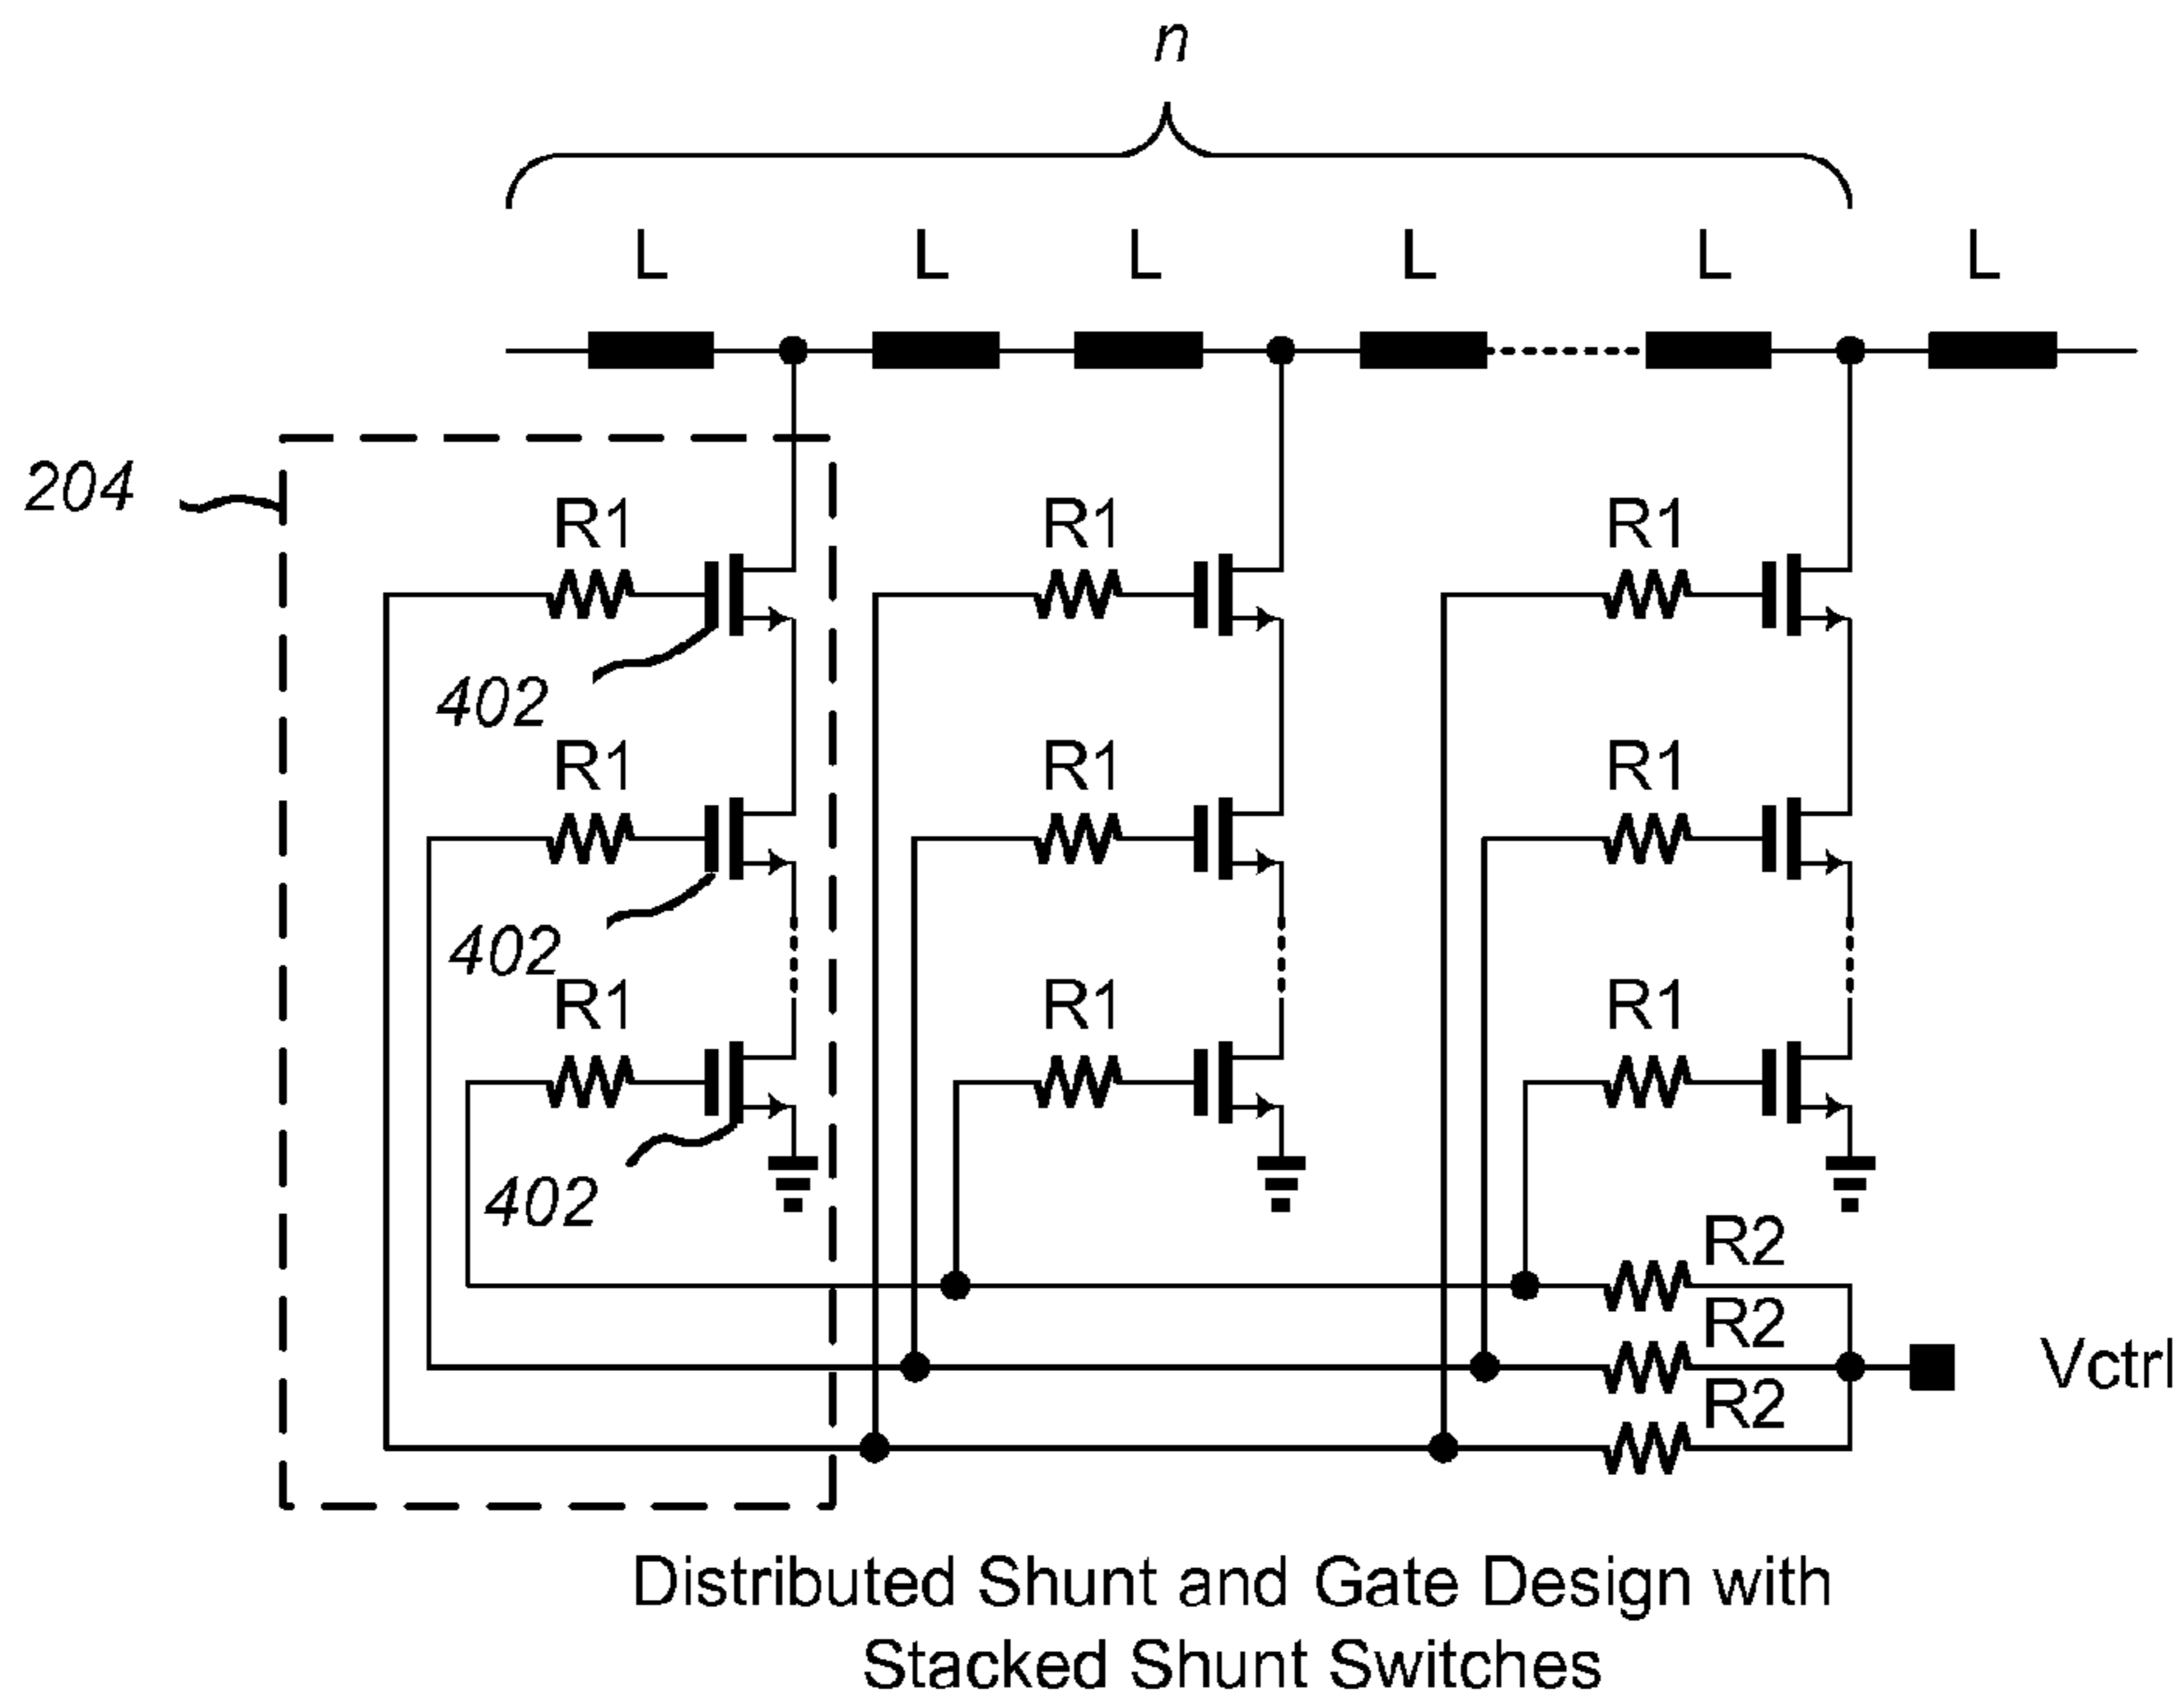 n
L L L L L L
204
R1 R1 R1
402
R1 R1 R1
402
R1 R1 R1
402
R2
R2
Vctrl
R2
Distributed Shunt and Gate Design with
Stacked Shunt Switches